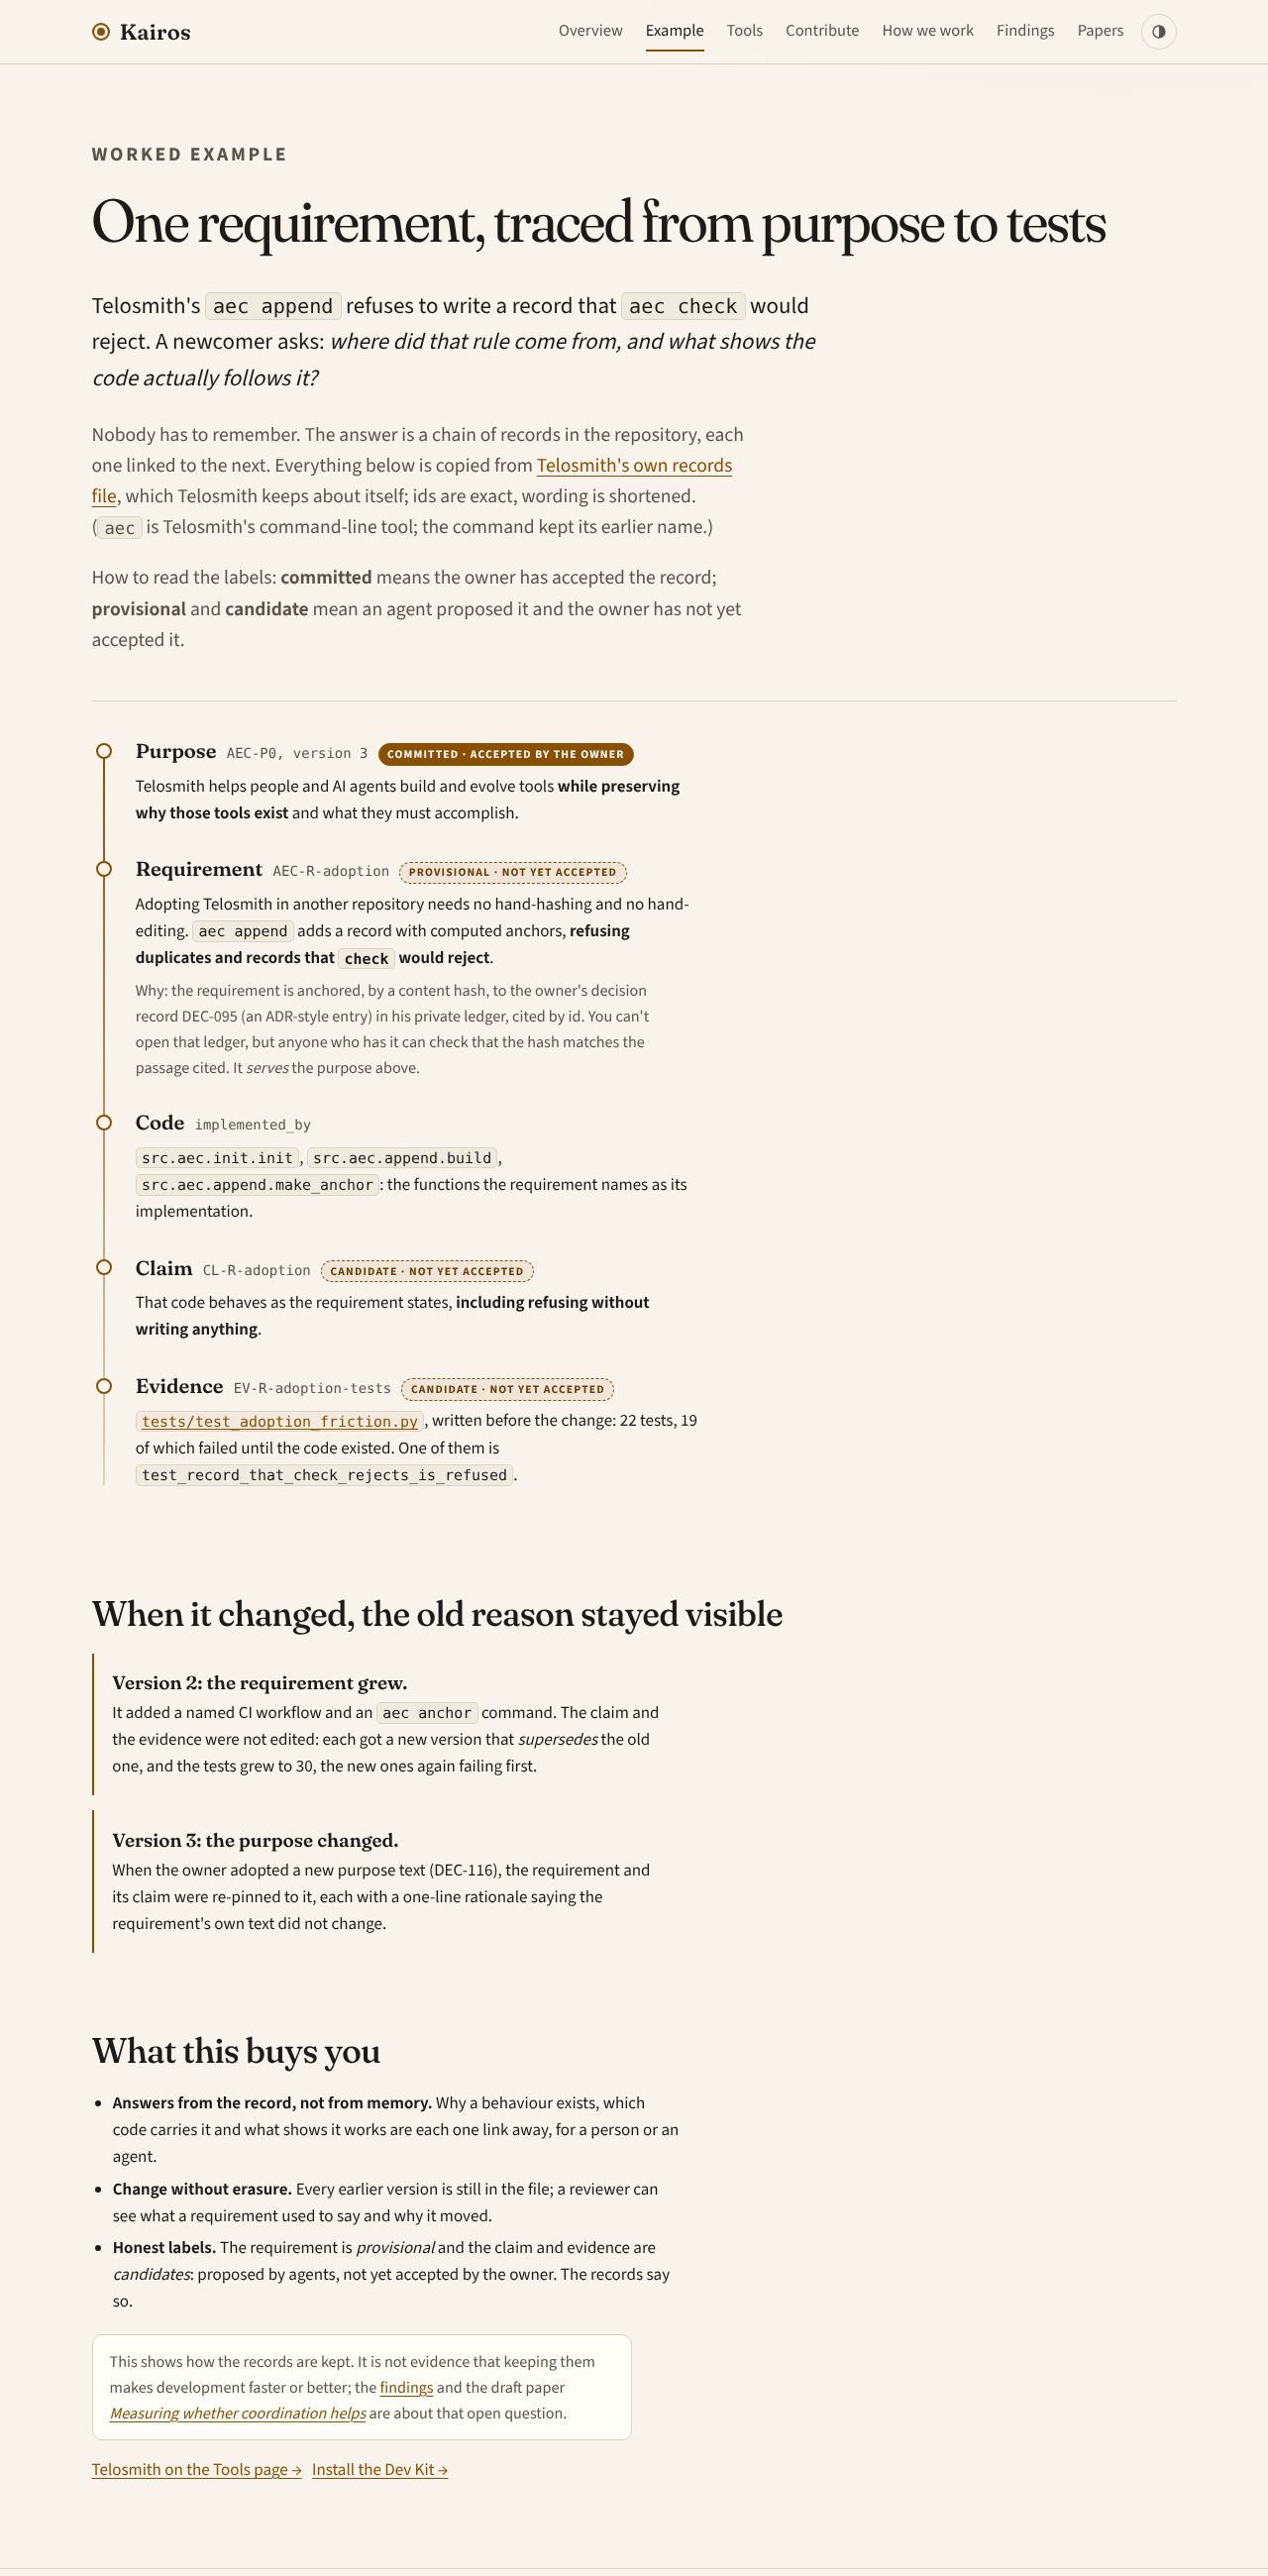 Kairos
Overview Example Tools Contribute How we work Findings Papers
WORKED EXAMPLE
One requirement, traced from purpose to tests
Telosmith's aec append refuses to write a record that aec check would
reject. A newcomer asks: where did that rule come from, and what shows the
code actually follows it?
Nobody has to remember. The answer is a chain of records in the repository, each
one linked to the next. Everything below is copied from Telosmith's own records
file, which Telosmith keeps about itself; ids are exact, wording is shortened.
(aec is Telosmith's command-line tool; the command kept its earlier name.)
How to read the labels: committed means the owner has accepted the record;
provisional and candidate mean an agent proposed it and the owner has not yet
accepted it.
Purpose AEC-P0, version 3 COMMITTED · ACCEPTED BY THE OWNER
Telosmith helps people and AI agents build and evolve tools while preserving
why those tools exist and what they must accomplish.
Requirement AEC-R-adoption PROVISIONAL · NOT YET ACCEPTED
Adopting Telosmith in another repository needs no hand-hashing and no hand-
editing. aec append adds a record with computed anchors, refusing
duplicates and records that check would reject.
Why: the requirement is anchored, by a content hash, to the owner's decision
record DEC-095 (an ADR-style entry) in his private ledger, cited by id. You can't
open that ledger, but anyone who has it can check that the hash matches the
passage cited. It serves the purpose above.
Code implemented_by
src.aec.init.init, src.aec.append.build,
src.aec.append.make_anchor: the functions the requirement names as its
implementation.
Claim CL-R-adoption CANDIDATE · NOT YET ACCEPTED
That code behaves as the requirement states, including refusing without
writing anything.
Evidence EV-R-adoption-tests CANDIDATE · NOT YET ACCEPTED
tests/test_adoption_friction.py, written before the change: 22 tests, 19
of which failed until the code existed. One of them is
test_record_that_check_rejects_is_refused.
When it changed, the old reason stayed visible
Version 2: the requirement grew.
It added a named CI workflow and an aec anchor command. The claim and
the evidence were not edited: each got a new version that supersedes the old
one, and the tests grew to 30, the new ones again failing first.
Version 3: the purpose changed.
When the owner adopted a new purpose text (DEC-116), the requirement and
its claim were re-pinned to it, each with a one-line rationale saying the
requirement's own text did not change.
What this buys you
• Answers from the record, not from memory. Why a behaviour exists, which
code carries it and what shows it works are each one link away, for a person or an
agent.
• Change without erasure. Every earlier version is still in the file; a reviewer can
see what a requirement used to say and why it moved.
• Honest labels. The requirement is provisional and the claim and evidence are
candidates: proposed by agents, not yet accepted by the owner. The records say
so.
This shows how the records are kept. It is not evidence that keeping them
makes development faster or better; the findings and the draft paper
Measuring whether coordination helps are about that open question.
Telosmith on the Tools page → Install the Dev Kit →